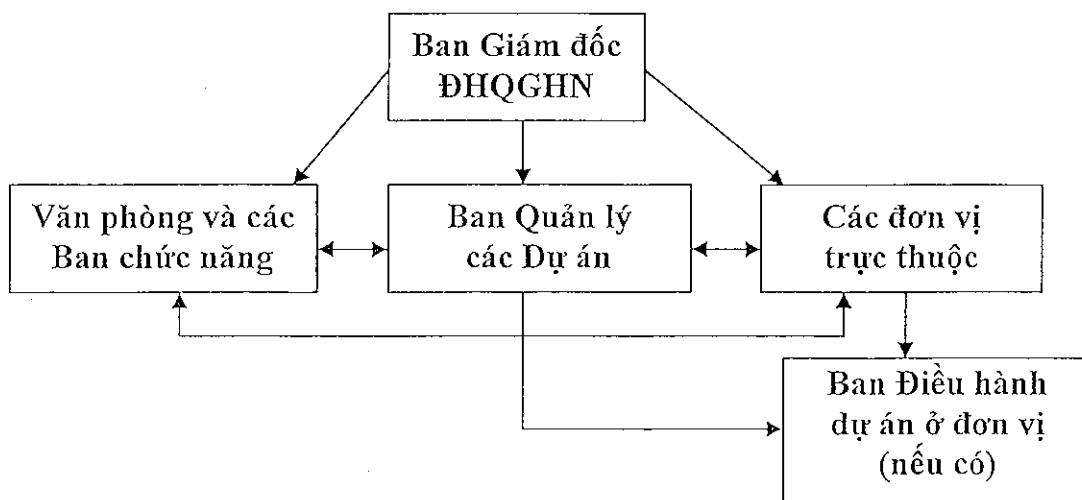 Ban Giám đốc
ĐHQGHN
Văn phòng và các
Ban chức năng
Ban Quản lý
các Dự án
Các đơn vị
trực thuộc
Ban Điều hành
dự án ở đơn vị
(nếu có)